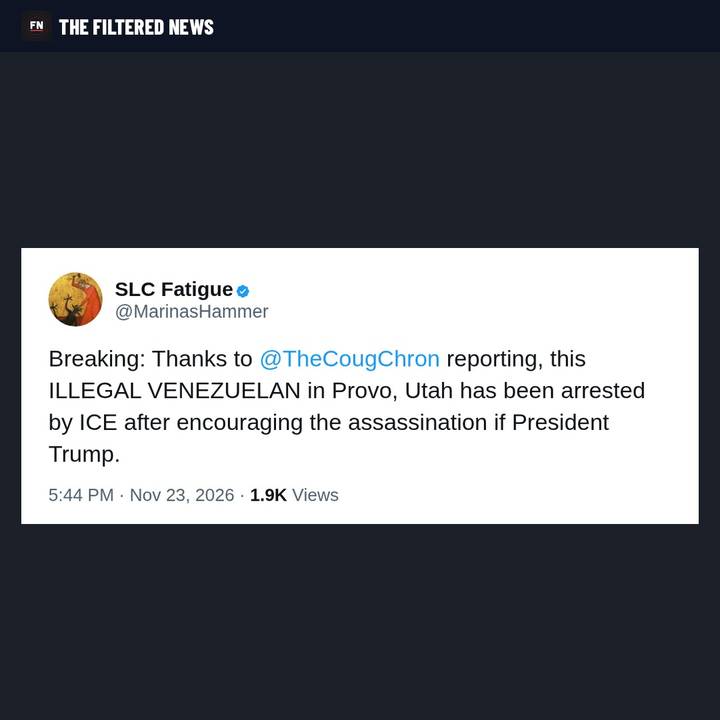 FN
THE FILTERED NEWS
SLC Fatigue
@MarinasHammer
Breaking: Thanks to @TheCougChron reporting, this
ILLEGAL VENEZUELAN in Provo, Utah has been arrested
by ICE after encouraging the assassination if President
Trump.
5:44 PM · Nov 23, 2026 · 1.9K Views